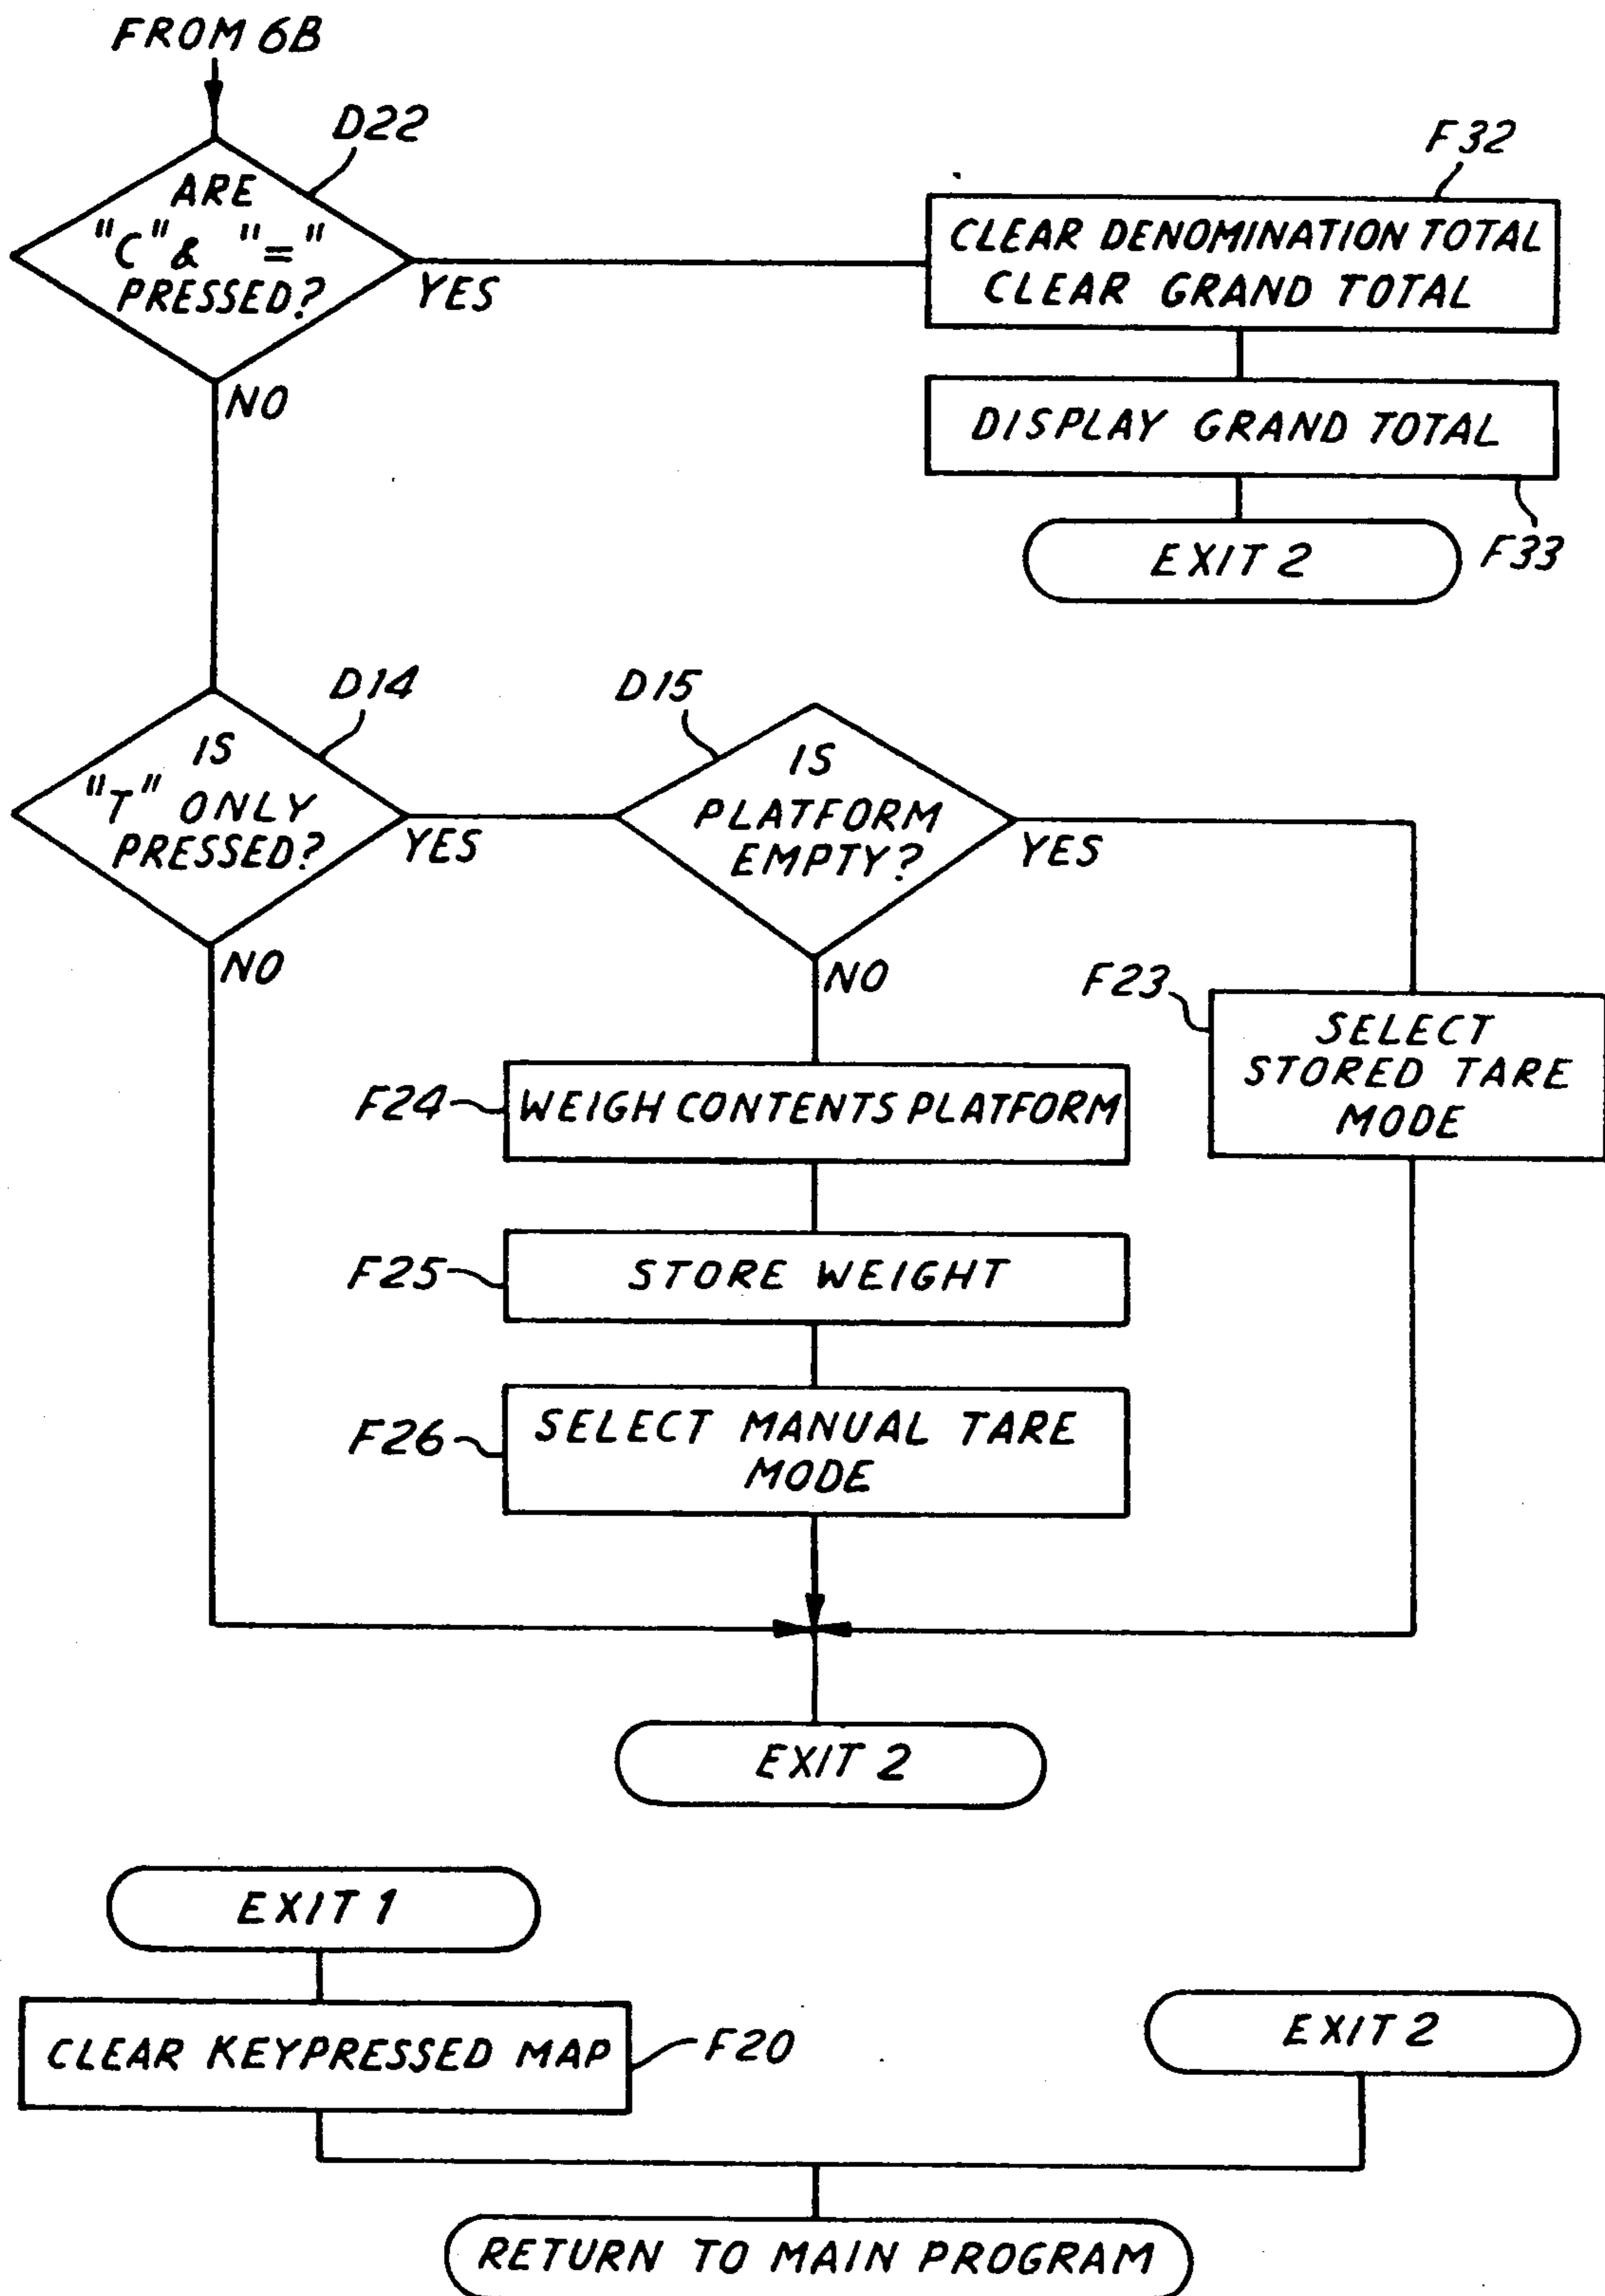 FROM 6B
D22
ARE
"C" & "="
PRESSED?
YES
NO
F32
CLEAR DENOMINATION TOTAL
CLEAR GRAND TOTAL
DISPLAY GRAND TOTAL
F33
EXIT 2
D14
IS
"T" ONLY
PRESSED?
YES
NO
D15
IS
PLATFORM
EMPTY?
YES
NO
F23
SELECT
STORED TARE
MODE
F24
WEIGH CONTENTS PLATFORM
F25
STORE WEIGHT
F26
SELECT MANUAL TARE
MODE
EXIT 2
EXIT 1
CLEAR KEYPRESSED MAP
F20
EXIT 2
RETURN TO MAIN PROGRAM